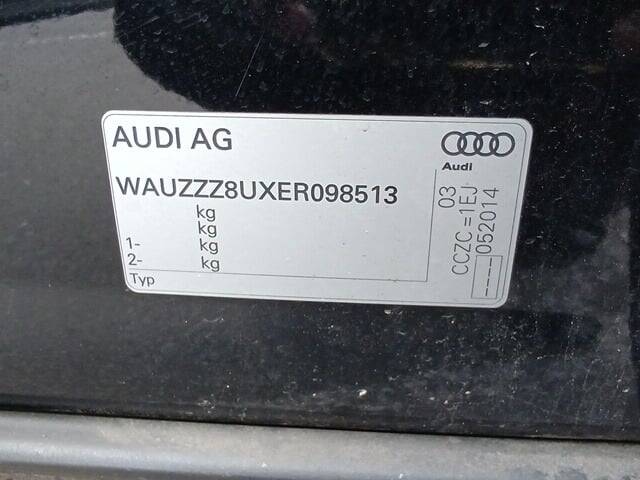 AUDI AG
Audi
WAUZZZ8UXER098513
kg
kg
1- kg
2- kg
Typ
03
CCZC =1EJ
----052014